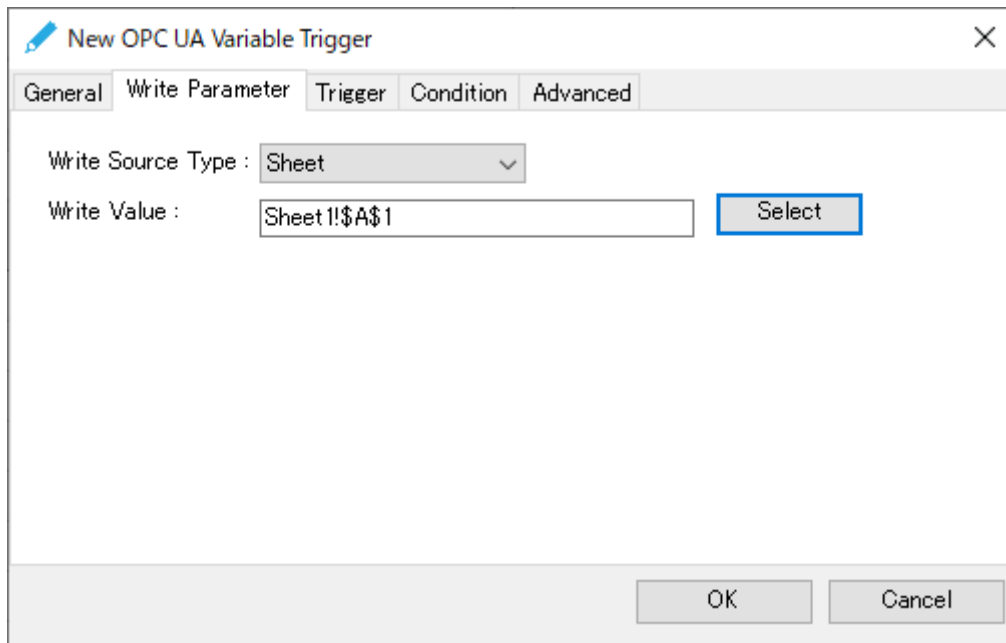 New OPC UA Variable Trigger
General Write Parameter Trigger Condition Advanced
Write Source Type : Sheet
Write Value : Sheet1!$A$1 Select
OK Cancel